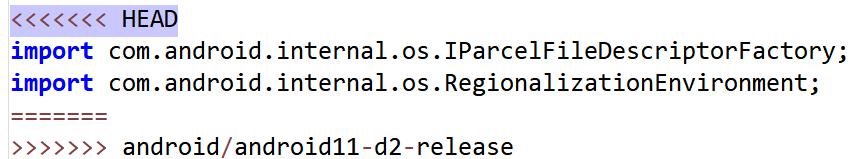 <<<<<<< HEAD
import com.android.internal.os.IParcelFileDescriptorFactory;
import com.android.internal.os.RegionalizationEnvironment;
=======
>>>>>>> android/android11-d2-release